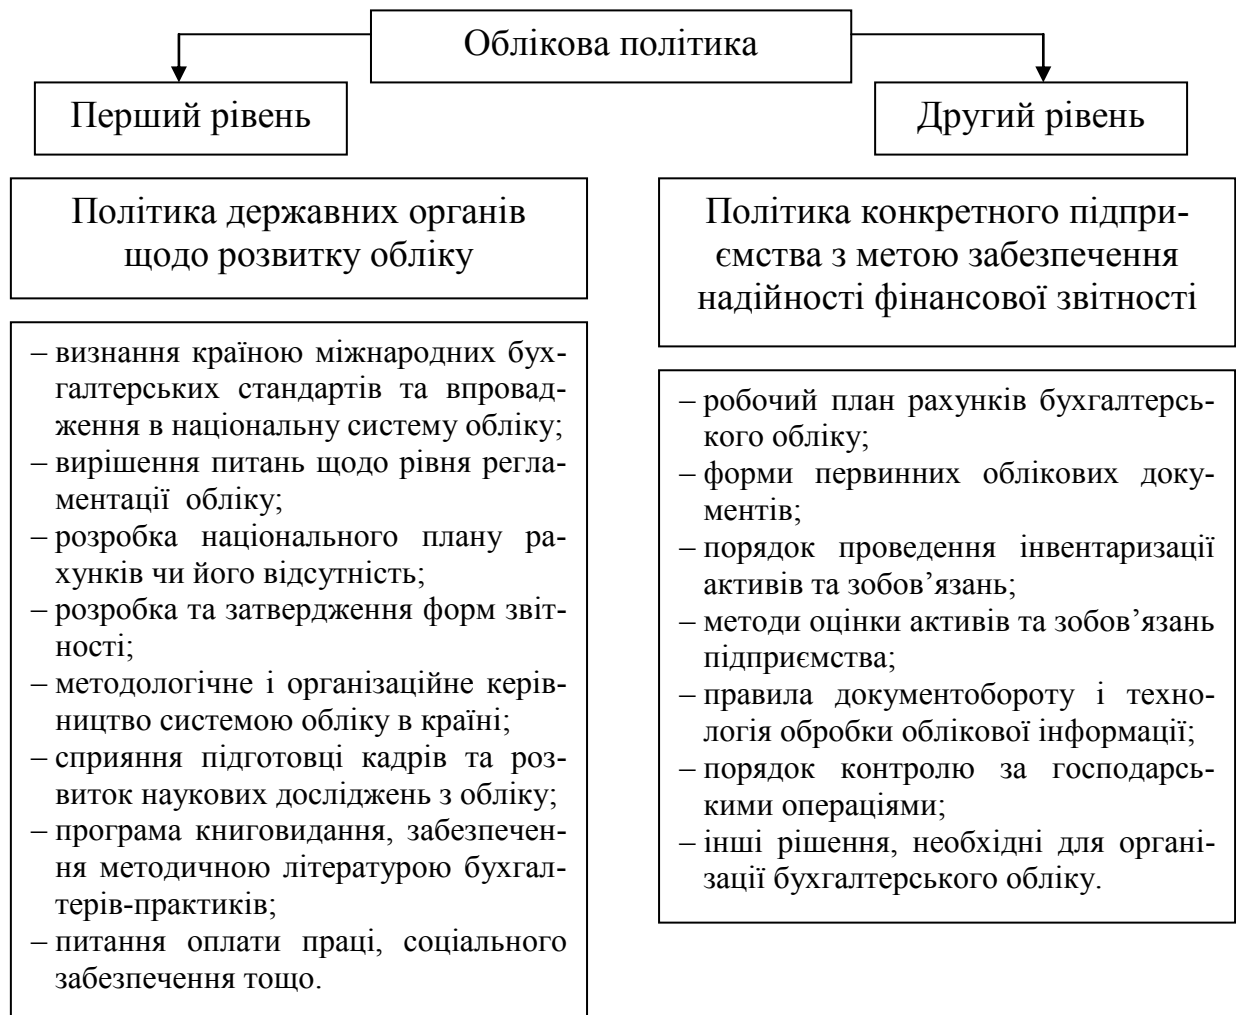 Облікова політика
Перший рівень
Другий рівень
Політика державних органів
щодо розвитку обліку
– визнання країною міжнародних бух-
галтерських стандартів та впровад-
ження в національну систему обліку;
– вирішення питань щодо рівня регла-
ментації обліку;
– розробка національного плану ра-
хунків чи його відсутність;
– розробка та затвердження форм звіт-
ності;
– методологічне і організаційне керів-
ництво системою обліку в країні;
– сприяння підготовці кадрів та роз-
виток наукових досліджень з обліку;
– програма книговидання, забезпечен-
ня методичною літературою бухгал-
терів-практиків;
– питання оплати праці, соціального
забезпечення тощо.
Політика конкретного підпри-
ємства з метою забезпечення
надійності фінансової звітності
– робочий план рахунків бухгалтерсь-
кого обліку;
– форми первинних облікових доку-
ментів;
– порядок проведення інвентаризації
активів та зобов’язань;
– методи оцінки активів та зобов’язань
підприємства;
– правила документообороту і техно-
логія обробки облікової інформації;
– порядок контролю за господарсь-
кими операціями;
– інші рішення, необхідні для органі-
зації бухгалтерського обліку.